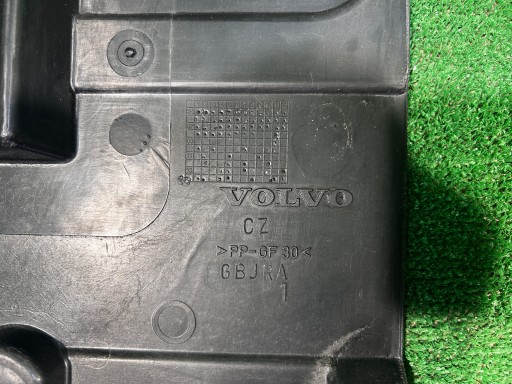 VOLVO
CZ
>PP-GF30<
GBJRA
1